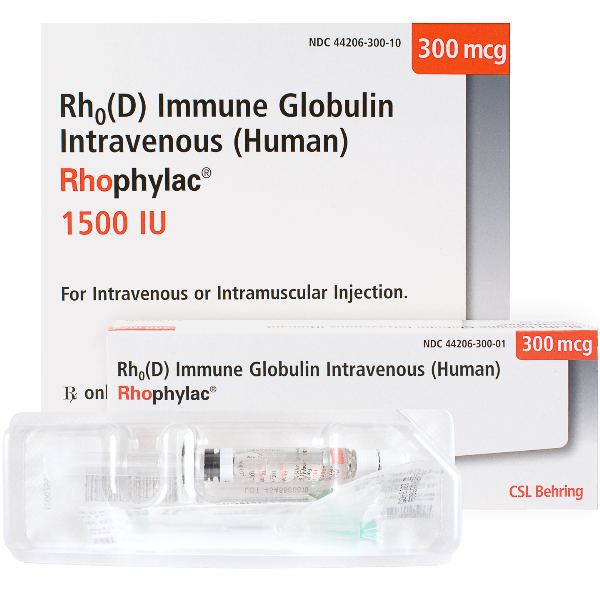 NDC 44206-300-10
300 mcg
Rh₀(D) Immune Globulin
Intravenous (Human)
Rhophylac®
1500 IU
For Intravenous or Intramuscular Injection.
NDC 44206-300-01
300 mcg
Rh₀(D) Immune Globulin Intravenous (Human)
℞ onl
Rhophylac®
CSL Behring